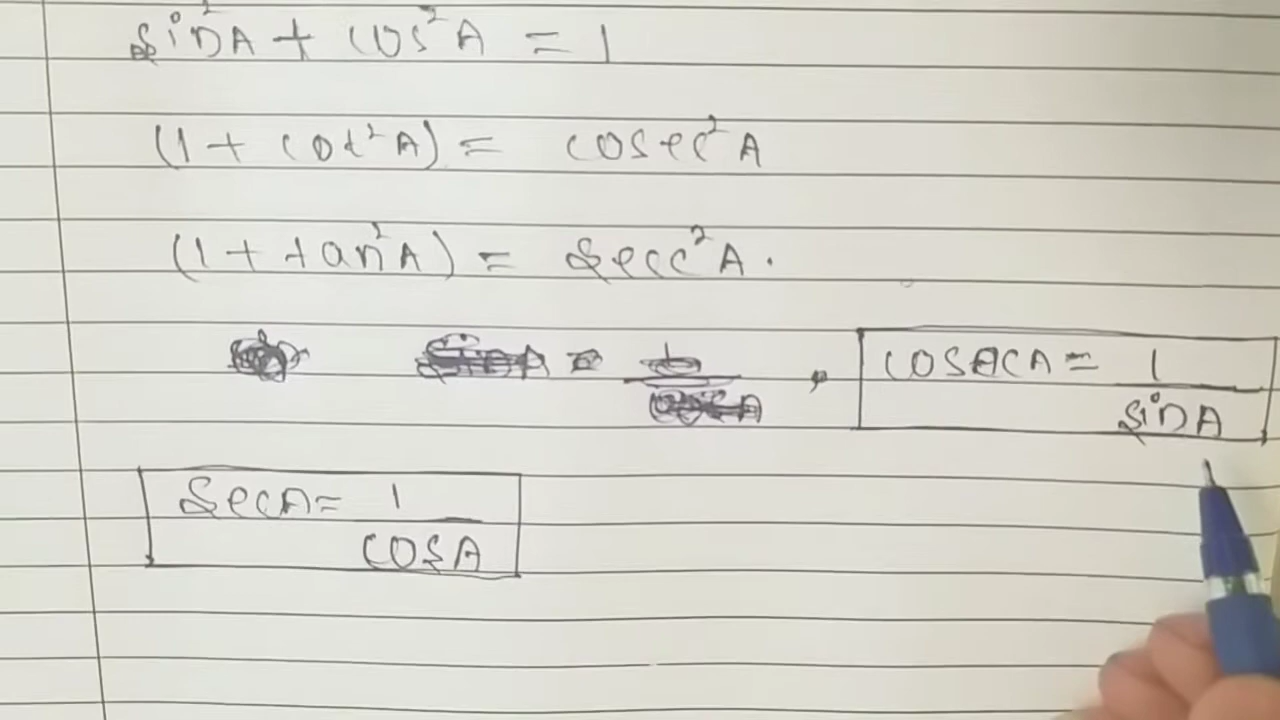 sin²A + cos²A = 1
(1 + cot²A) = cosec²A
(1 + tan²A) = sec²A.
, cosecA = 1/sinA
secA = 1/cosA